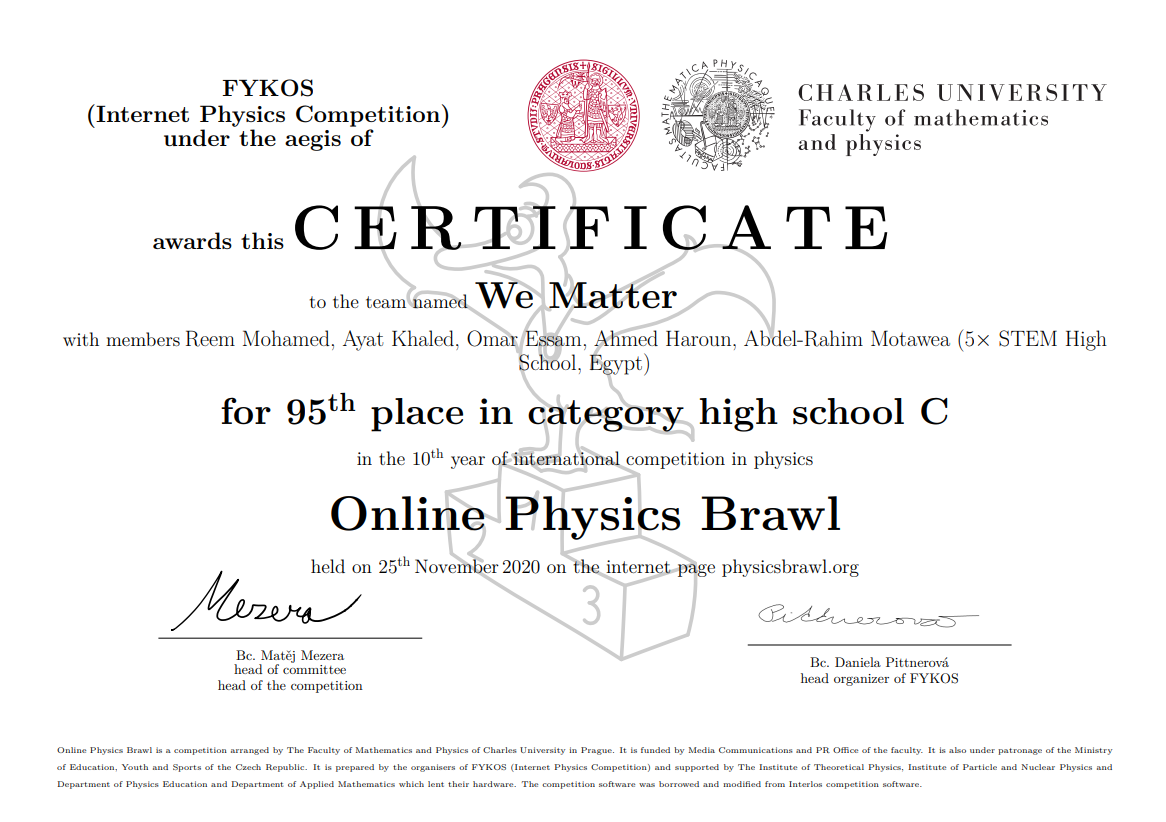 FYKOS
(Internet Physics Competition)
under the aegis of
CHARLES UNIVERSITY
Faculty of mathematics
and physics
awards this CERTIFICATE
to the team named We Matter
with members Reem Mohamed, Ayat Khaled, Omar Essam, Ahmed Haroun, Abdel-Rahim Motawea (5× STEM High
School, Egypt)
for 95th place in category high school C
in the 10th year of international competition in physics
Online Physics Brawl
held on 25th November 2020 on the internet page physicsbrawl.org
1
2
3
Mezera
Pittnerová
Bc. Matěj Mezera
head of committee
head of the competition
Bc. Daniela Pittnerová
head organizer of FYKOS
Online Physics Brawl is a competition arranged by The Faculty of Mathematics and Physics of Charles University in Prague. It is funded by Media Communications and PR Office of the faculty. It is also under patronage of the Ministry
of Education, Youth and Sports of the Czech Republic. It is prepared by the organisers of FYKOS (Internet Physics Competition) and supported by The Institute of Theoretical Physics, Institute of Particle and Nuclear Physics and
Department of Physics Education and Department of Applied Mathematics which lent their hardware. The competition software was borrowed and modified from Interlos competition software.